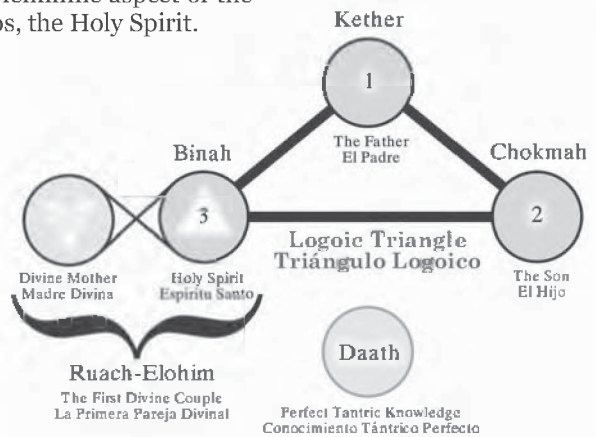 feminine aspect of the
os, the Holy Spirit.
Kether
1
The Father
El Padre
Binah
Chokmah
3
2
Logoic Triangle
Triángulo Logoico
Divine Mother
Madre Divina
Holy Spirit
Espíritu Santo
The Son
El Hijo
Ruach-Elohim
The First Divine Couple
La Primera Pareja Divinal
Daath
Perfect Tantric Knowledge
Conocimiento Tántrico Perfecto